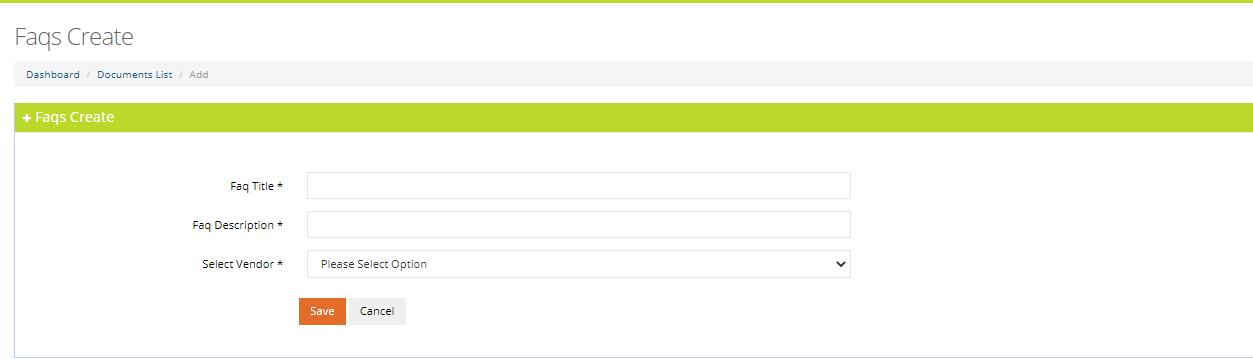 Faqs Create
Dashboard / Documents List / Add
+ Faqs Create
Faq Title *
Faq Description *
Select Vendor * Please Select Option
Save Cancel